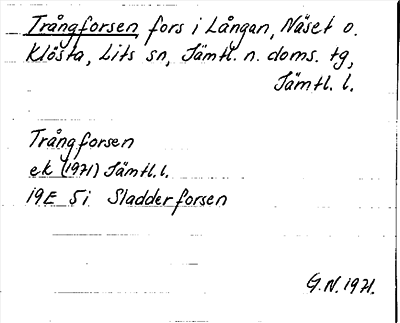 Trångforsen, fors i Långan, Näset o.
Klösta, Lits sn, Jämtl. n. doms. tg,
Jämtl. l.
Trångforsen
ek (1971) Jämtl. l.
19E 5i Sladderforsen
G.N. 1971.